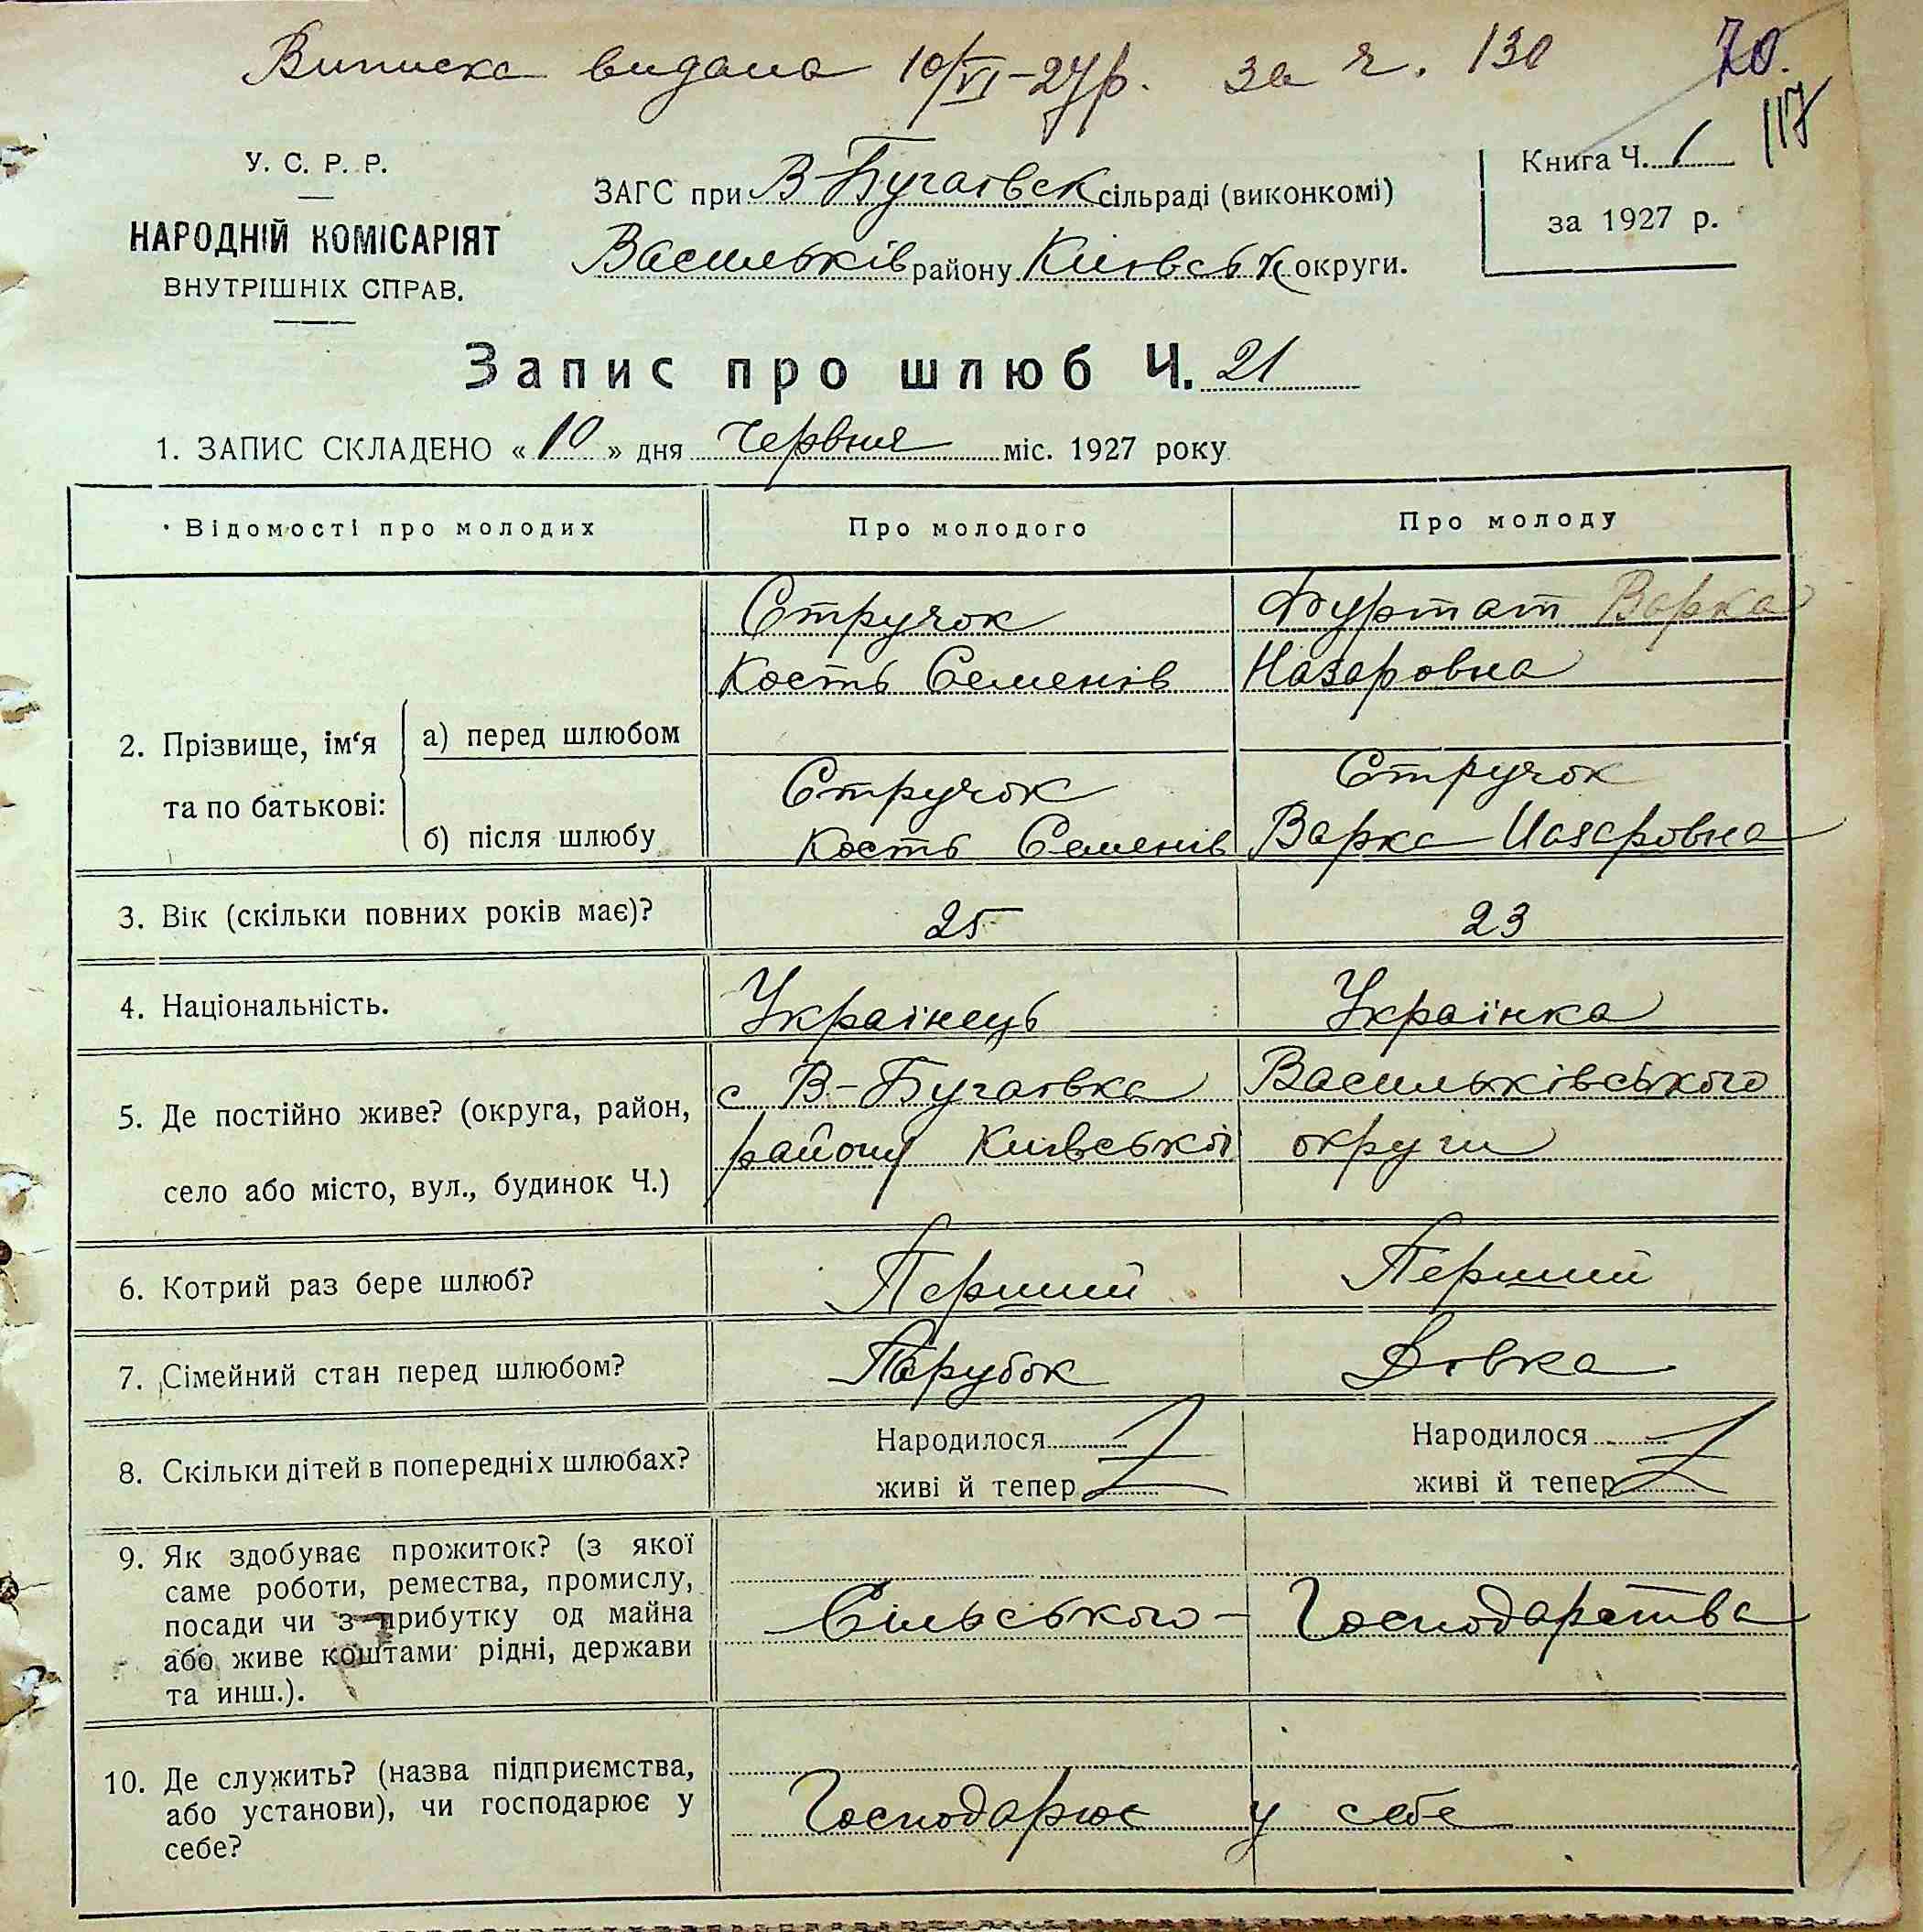 Виписка видана 10/VI-27р. за ч. 130
70.
117
У. С. Р. Р.
НАРОДНІЙ КОМІСАРІЯТ
ВНУТРІШНІХ СПРАВ.
ЗАГС при В-Бугаівск сільраді (виконкомі)
Васильків району Київськ округи.
Книга Ч. 1
за 1927 р.
Запис про шлюб Ч. 21
1. ЗАПИС СКЛАДЕНО «10» дня Червня міс. 1927 року
Відомості про молодих
Про молодого
Про молоду
2. Прізвище, ім‘я
та по батькові:
а) перед шлюбом
Стручок
Кость Семенів
Варка
Назаровна
б) після шлюбу
Стручок
Кость Семенів
Стручок
Варка Назаровна
3. Вік (скільки повних років має)?
25
23
4. Національність.
Українець
Українка
5. Де постійно живе? (округа, район,
село або місто, вул., будинок Ч.)
с В-Бугаівка Васильківського
району Київської округи
6. Котрий раз бере шлюб?
Перший
Перший
7. Сімейний стан перед шлюбом?
Парубок
Дівка
8. Скільки дітей в попередніх шлюбах?
Народилося
живі й тепер
Народилося
живі й тепер
9. Як здобуває прожиток? (з якої
саме роботи, ремества, промислу,
посади чи з прибутку од майна
або живе коштами рідні, держави
та инш.).
Сільського-Господарства
10. Де служить? (назва підприємства,
або установи), чи господарює у
себе?
Господарює у себе